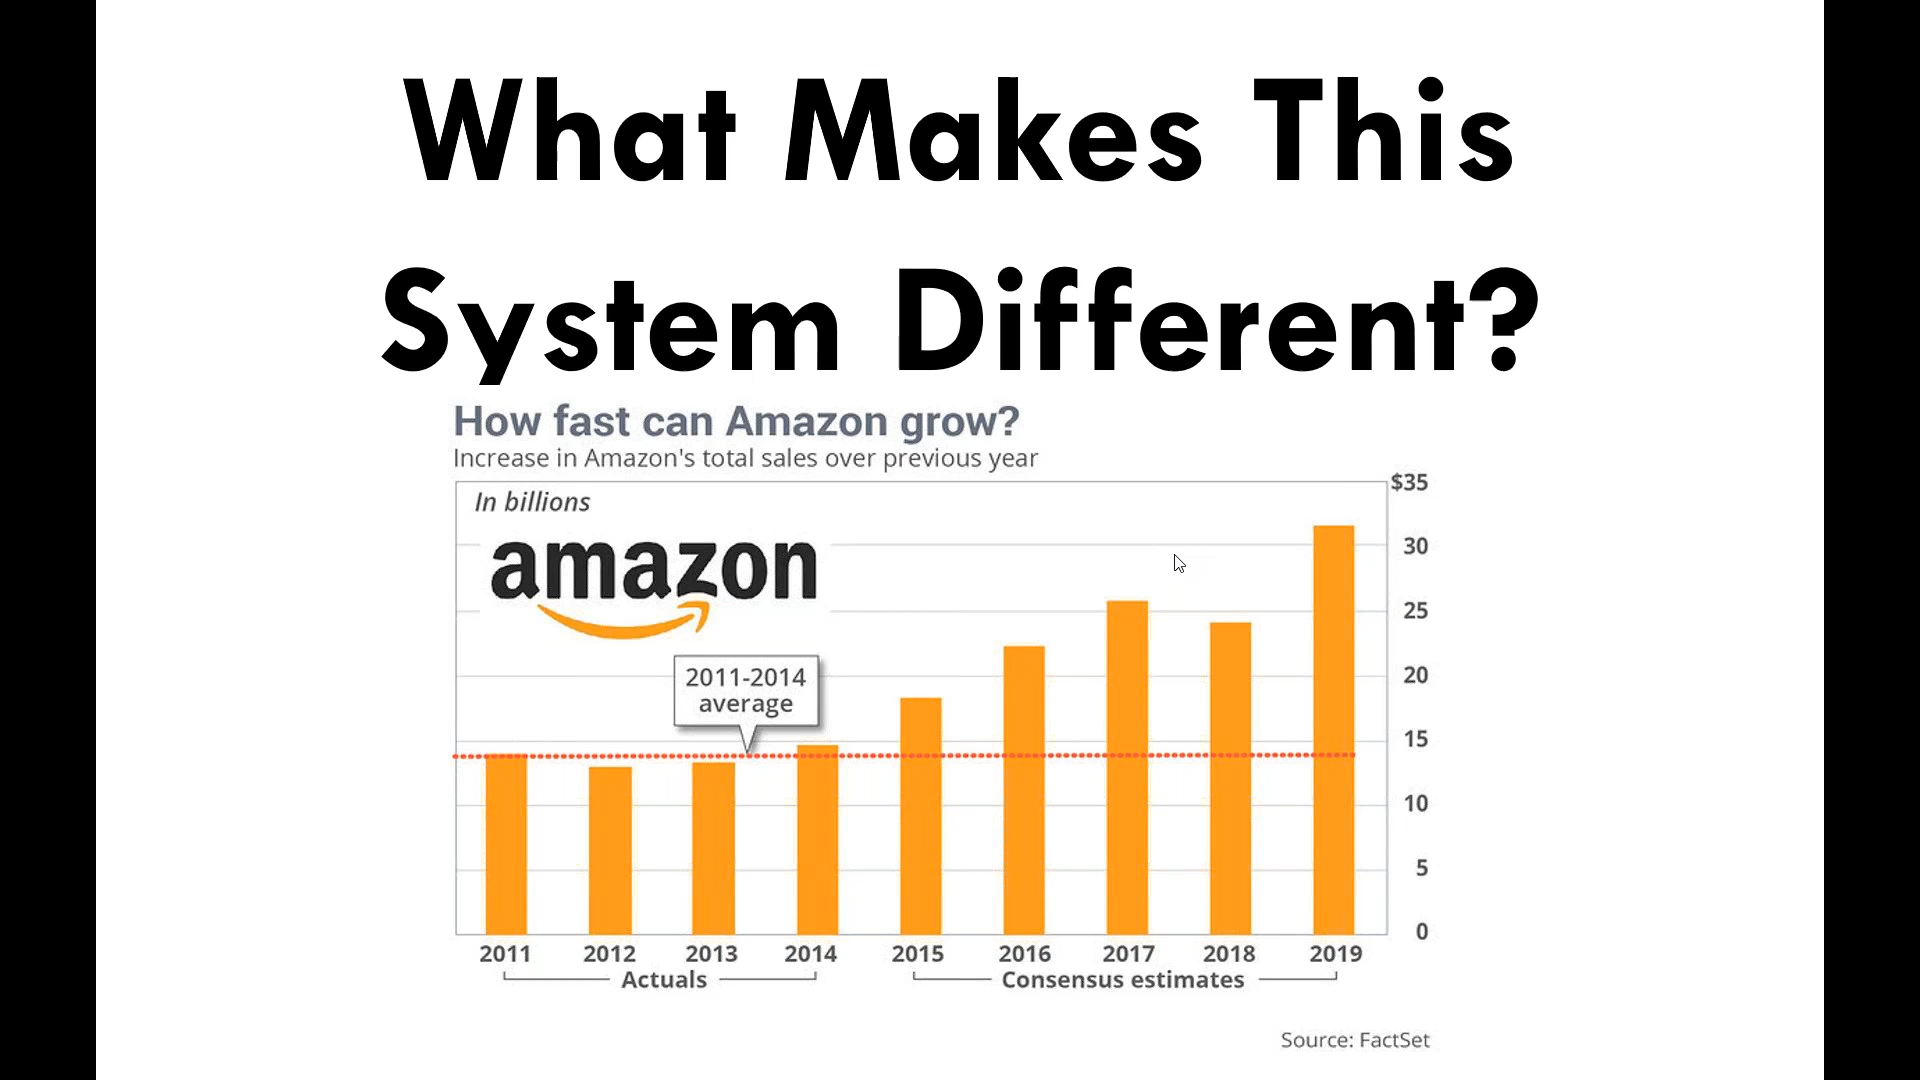 What Makes This
System Different?
How fast can Amazon grow?
Increase in Amazon's total sales over previous year
In billions
amazon
2011-2014
average
$35
30
25
20
15
10
5
0
2011 2012 2013 2014 2015 2016 2017 2018 2019
Actuals Consensus estimates
Source: FactSet